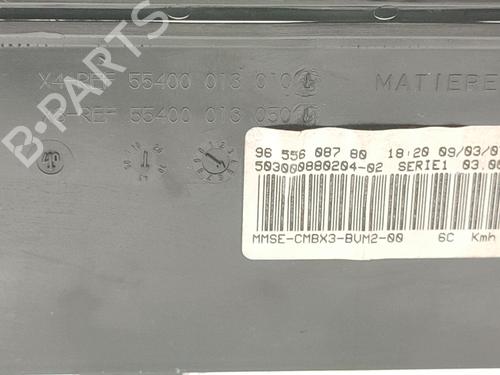 X4-REF 55400 013 010
MATIERE
-REF 55400 013 050
96 556 087 80 18:20 09/03/0
503000880204-02 SERIE1 03.0
MMSE-CMBX3-BVM2-00 6C Kmh
B-PARTS